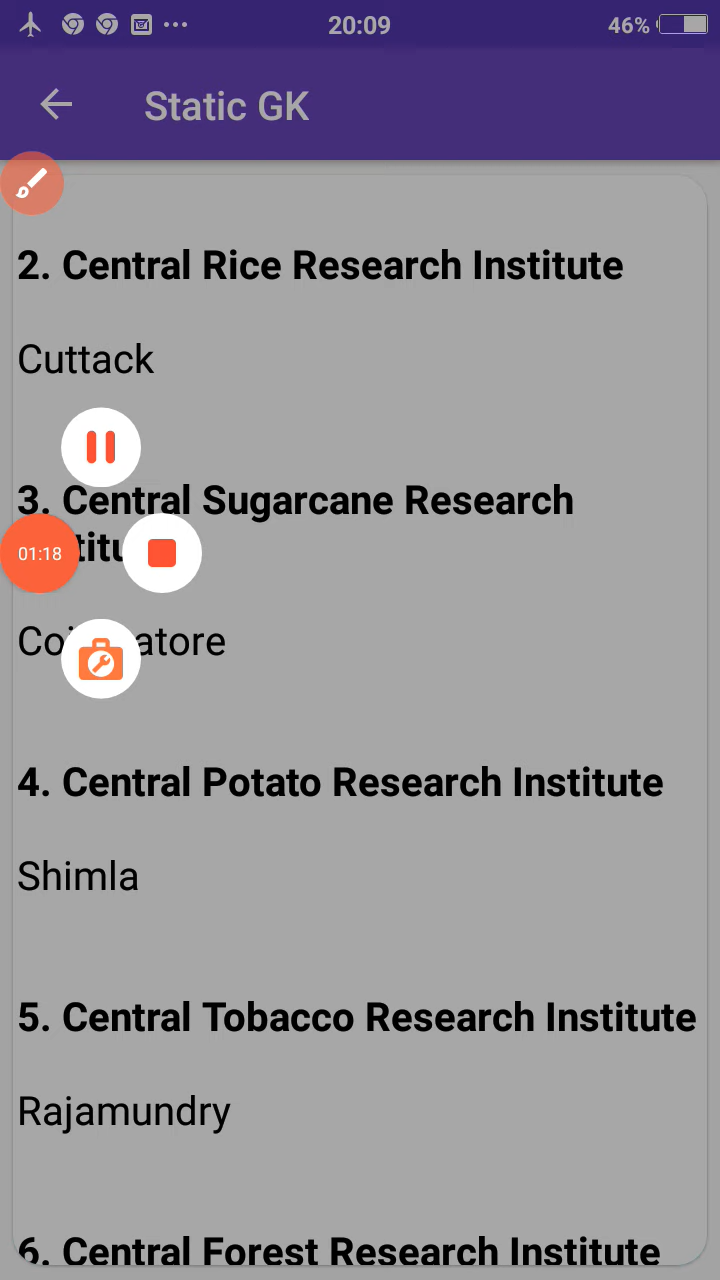 20:09
46%
Static GK
2. Central Rice Research Institute
Cuttack
3. Central Sugarcane Research
01:18
4. Central Potato Research Institute
Shimla
5. Central Tobacco Research Institute
Rajamundry
6. Central Forest Research Institute